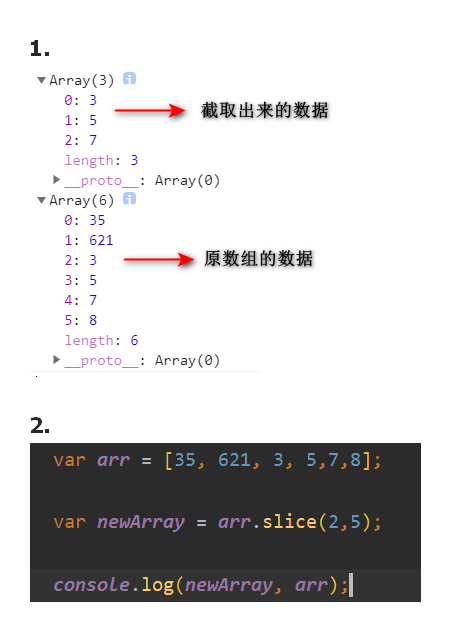 1.
▼Array(3) i
0: 3
截取出来的数据
1: 5
2: 7
length: 3
▶__proto__: Array(0)
▼Array(6) i
0: 35
1: 621
2: 3
原数组的数据
3: 5
4: 7
5: 8
length: 6
▶__proto__: Array(0)
2.
var arr = [35, 621, 3, 5,7,8];
var newArray = arr.slice(2,5);
console.log(newArray, arr);